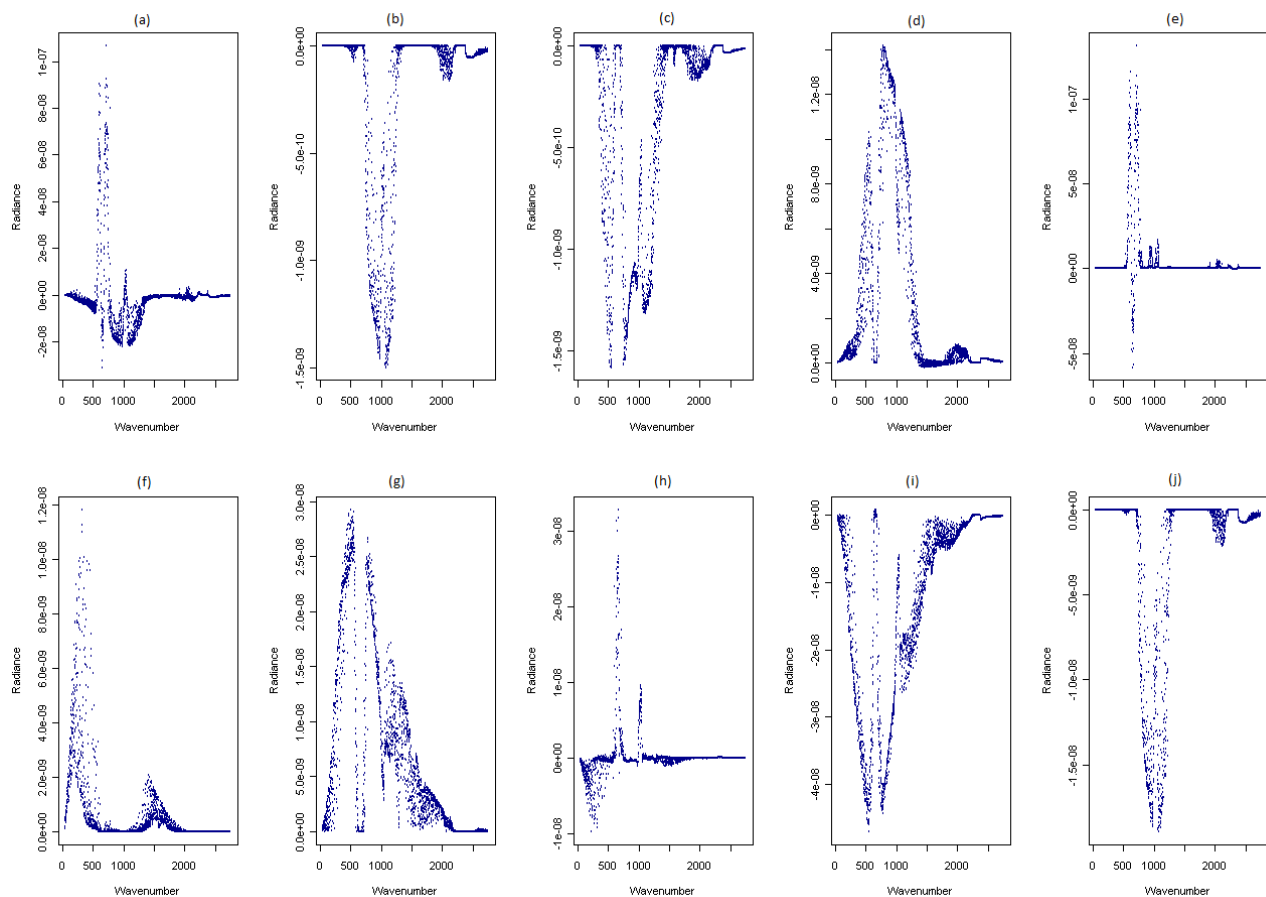 (a) (b) (c) (d) (e)
Radiance -2e-08 0e+00 2e-08 4e-08 6e-08 8e-08 1e-07
Radiance -1.5e-09 -1.0e-09 -5.0e-10 0.0e+00
Radiance -1.5e-09 -1.0e-09 -5.0e-10 0.0e+00
Radiance 0.0e+00 4.0e-09 8.0e-09 1.2e-08
Radiance -5e-08 0e+00 5e-08 1e-07
0 500 1000 2000 0 500 1000 2000 0 500 1000 2000 0 500 1000 2000 0 500 1000 2000
Wavenumber Wavenumber Wavenumber Wavenumber Wavenumber
(f) (g) (h) (i) (j)
Radiance 0.0e+00 2.0e-09 4.0e-09 6.0e-09 8.0e-09 1.0e-08 1.2e-08
Radiance 0.0e+00 5.0e-09 1.0e-08 1.5e-08 2.0e-08 2.5e-08 3.0e-08
Radiance -1e-08 0e+00 1e-08 2e-08 3e-08
Radiance -4e-08 -3e-08 -2e-08 -1e-08 0e+00
Radiance -1.5e-08 -1.0e-08 -5.0e-09 0.0e+00
0 500 1000 2000 0 500 1000 2000 0 500 1000 2000 0 500 1000 2000 0 500 1000 2000
Wavenumber Wavenumber Wavenumber Wavenumber Wavenumber